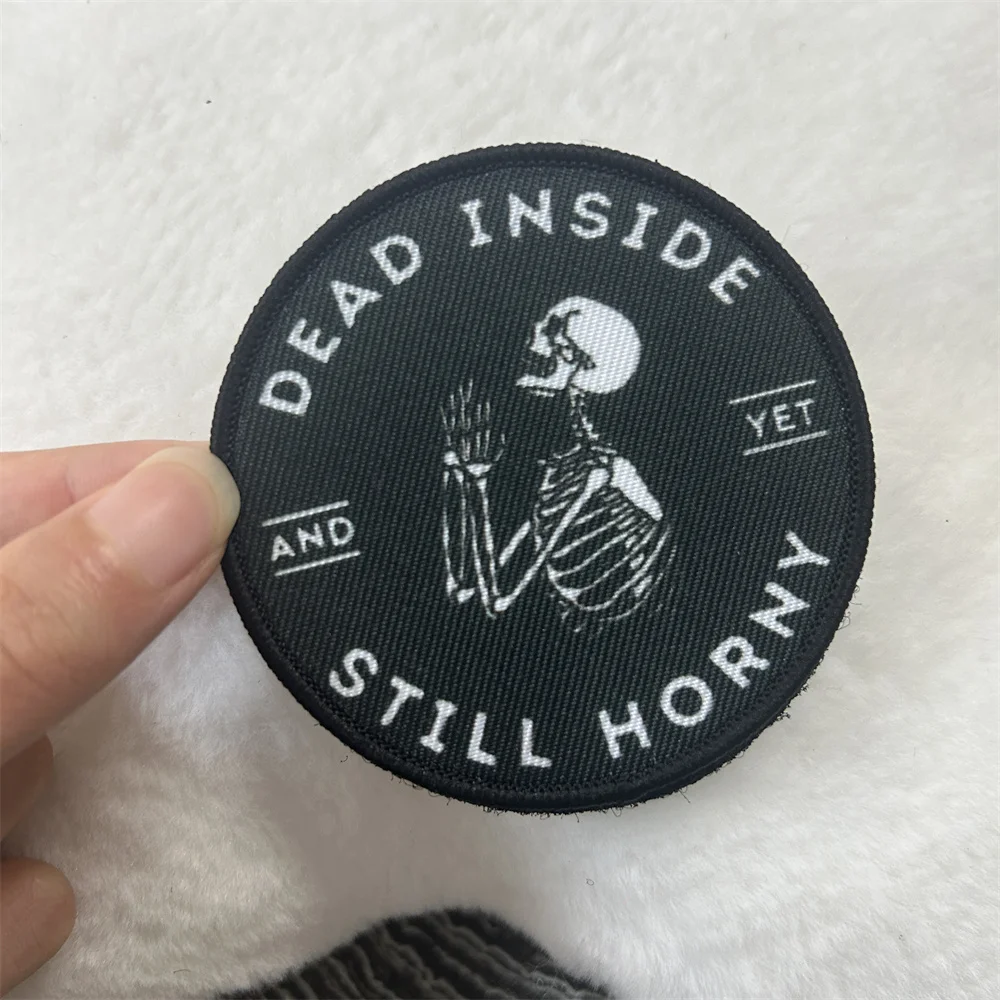 DEAD INSIDE
AND
YET
STILL HORNY